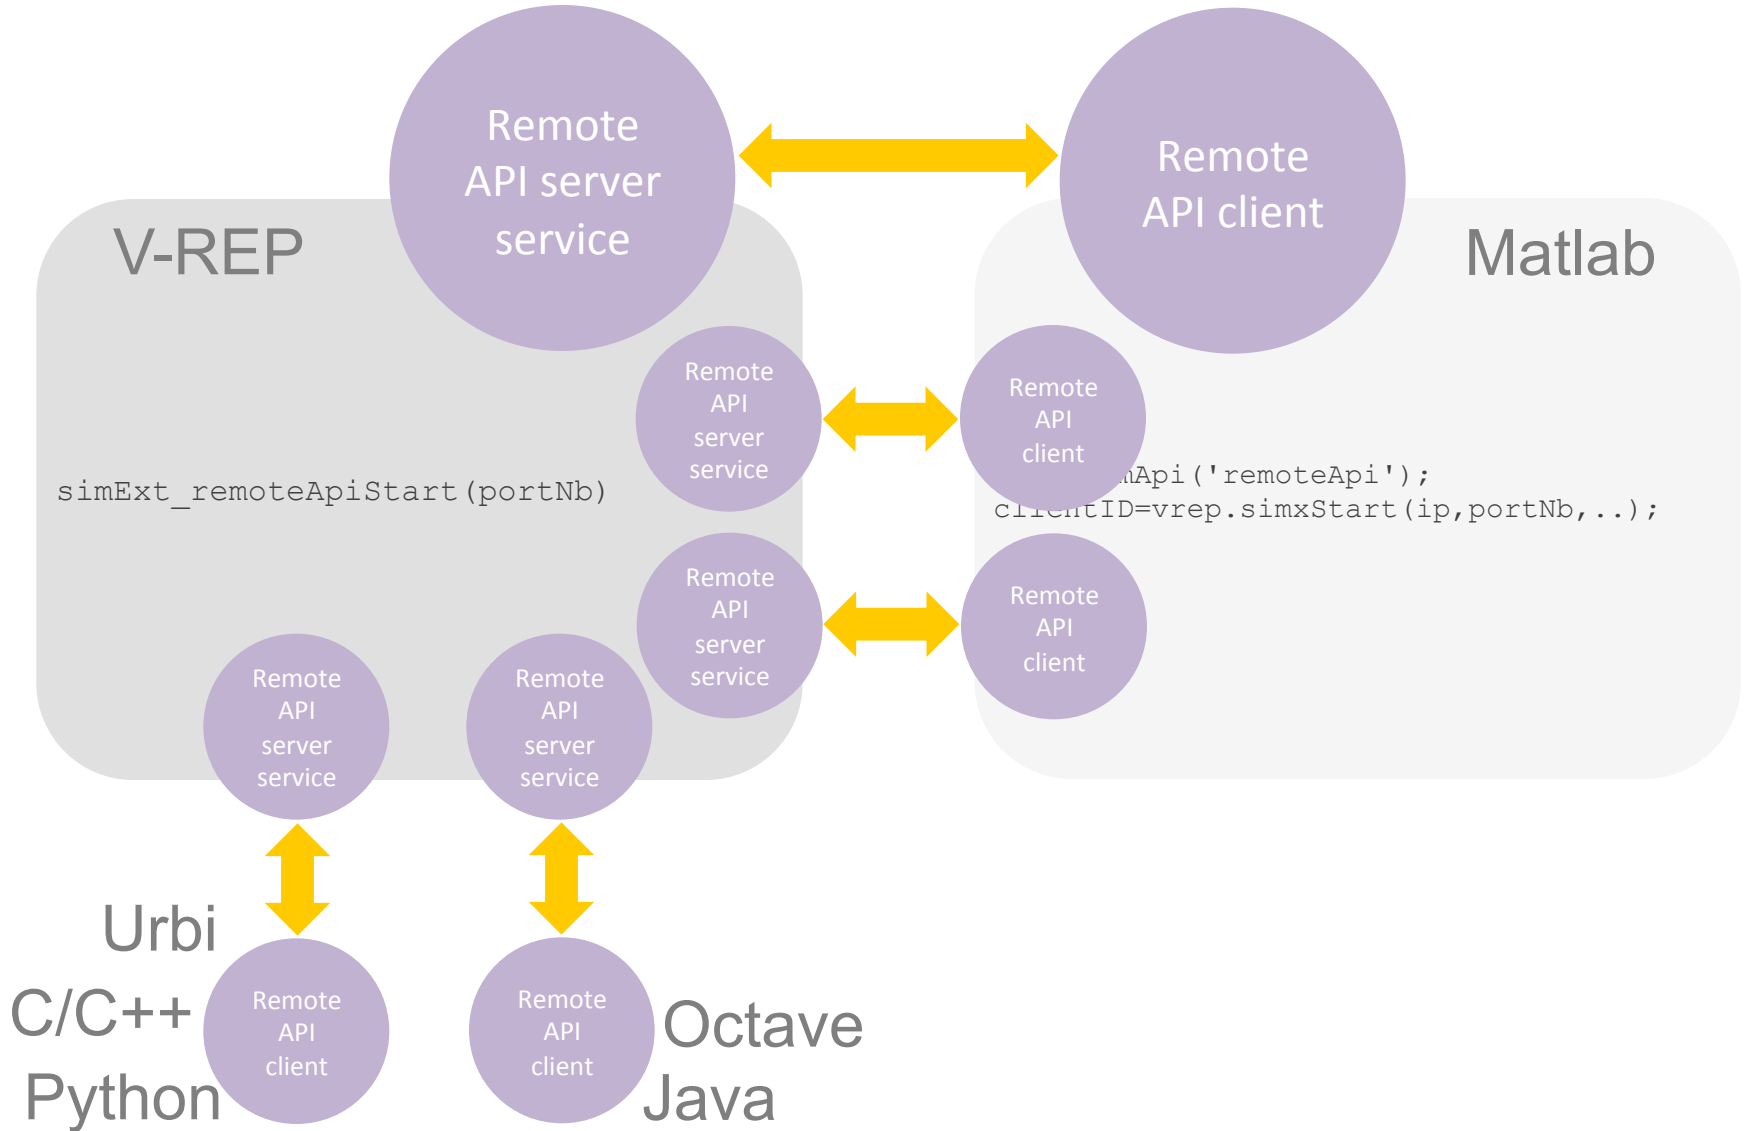 Remote
API server
service
Remote
API client
V-REP
Matlab
Remote
API
server
service
Remote
API
client
simExt_remoteApiStart(portNb)
mApi('remoteApi');
clientID=vrep.simxStart(ip,portNb,..);
Remote
API
server
service
Remote
API
client
Remote
API
server
service
Remote
API
server
service
Urbi
C/C++
Python
Remote
API
client
Remote
API
client
Octave
Java